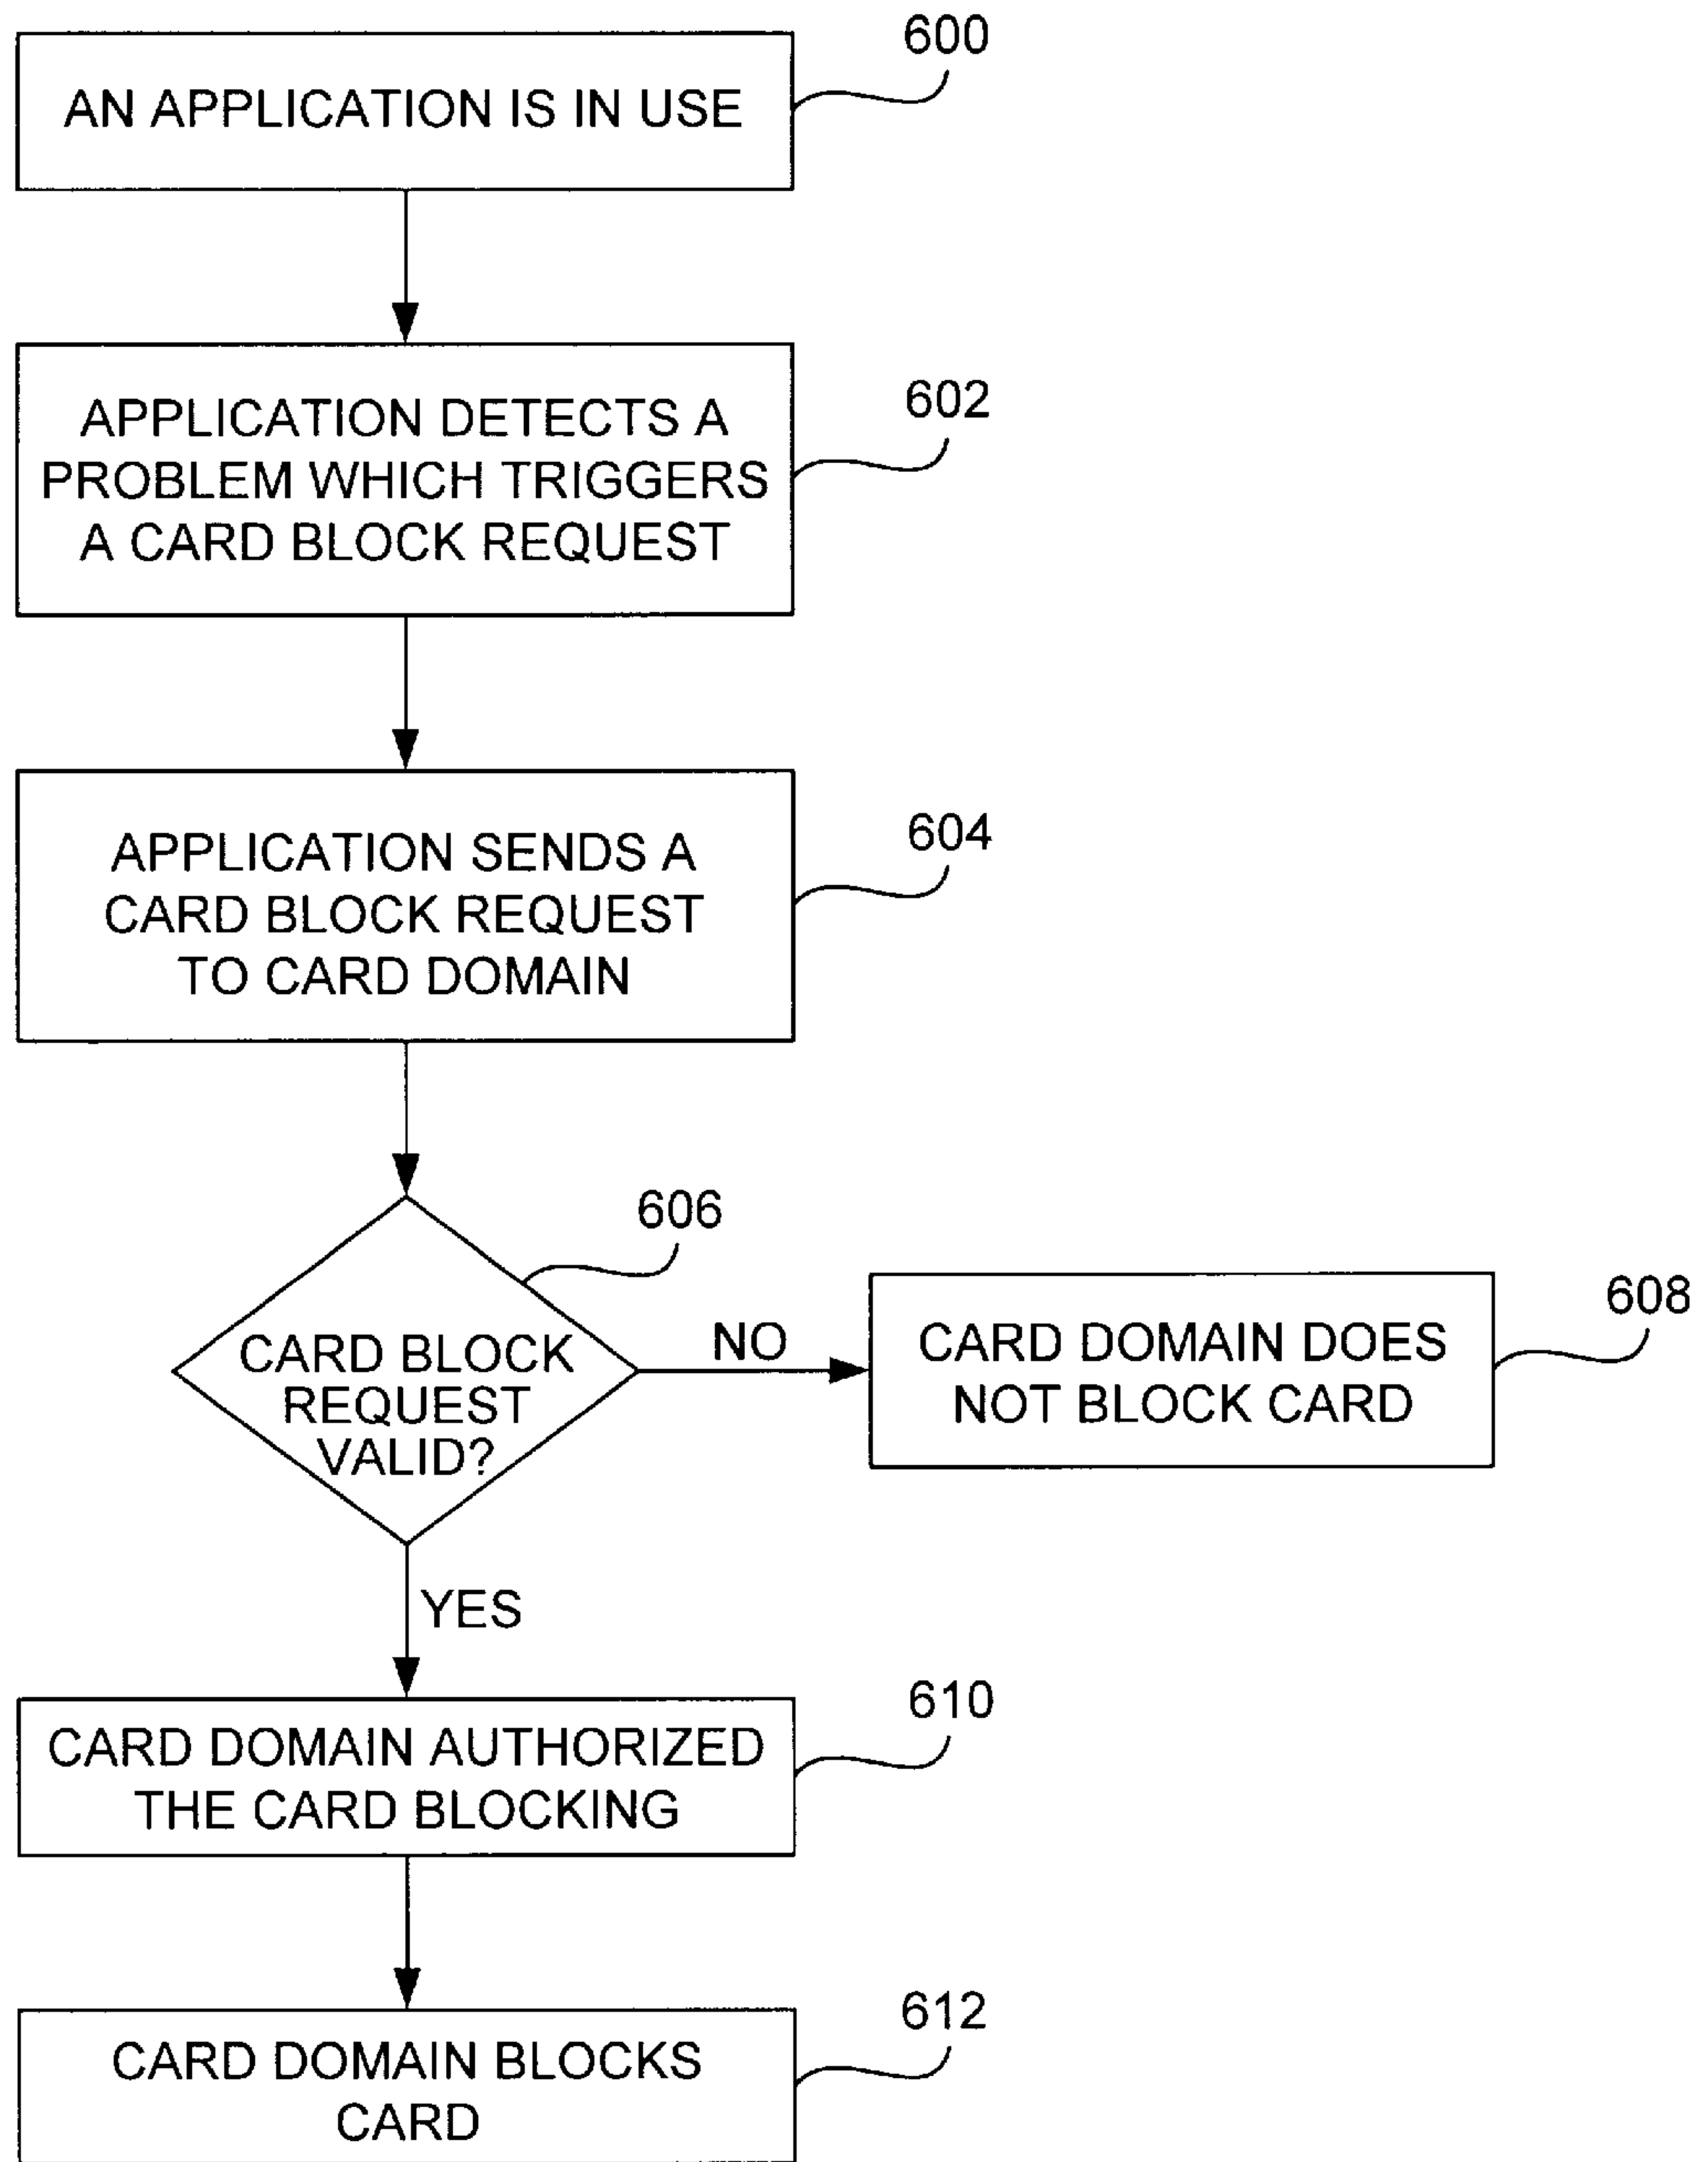 600
AN APPLICATION IS IN USE
602
APPLICATION DETECTS A
PROBLEM WHICH TRIGGERS
A CARD BLOCK REQUEST
604
APPLICATION SENDS A
CARD BLOCK REQUEST
TO CARD DOMAIN
606
CARD BLOCK
REQUEST
VALID?
NO
608
CARD DOMAIN DOES
NOT BLOCK CARD
YES
610
CARD DOMAIN AUTHORIZED
THE CARD BLOCKING
612
CARD DOMAIN BLOCKS
CARD